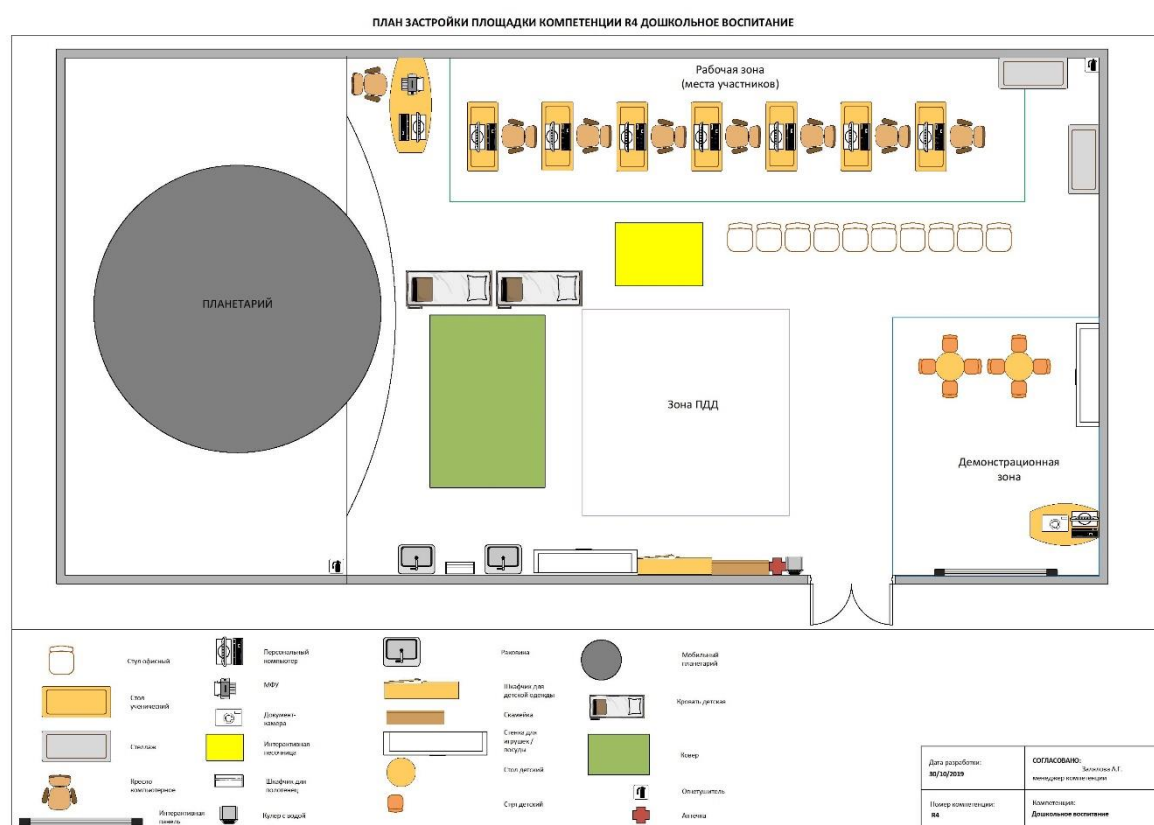 ПЛАН ЗАСТРОЙКИ ПЛОЩАДКИ КОМПЕТЕНЦИИ R4 ДОШКОЛЬНОЕ ВОСПИТАНИЕ
Рабочая зона
(места участников)
ПЛАНЕТАРИЙ
Зона ПДД
Демонстрационная
зона
Стул офисный
Стол
ученический
Стеллаж
Кресло
компьютерное
Интерактивная
панель
Персональный
компьютер
МФУ
Документ-
камера
Интерактивная
песочница
Шкафчик для
полотенец
Кулер с водой
Раковина
Шкафчик для
детской одежды
Скамейка
Стенка для
игрушек /
посуды
Стол детский
Стул детский
Мобильный
планетарий
Кровать детская
Ковер
Огнетушитель
Аптечка
Дата разработки:
30/10/2019
СОГЛАСОВАНО:
А.Г.
менеджер компетенции
Номер компетенции:
R4
Компетенция:
Дошкольное воспитание